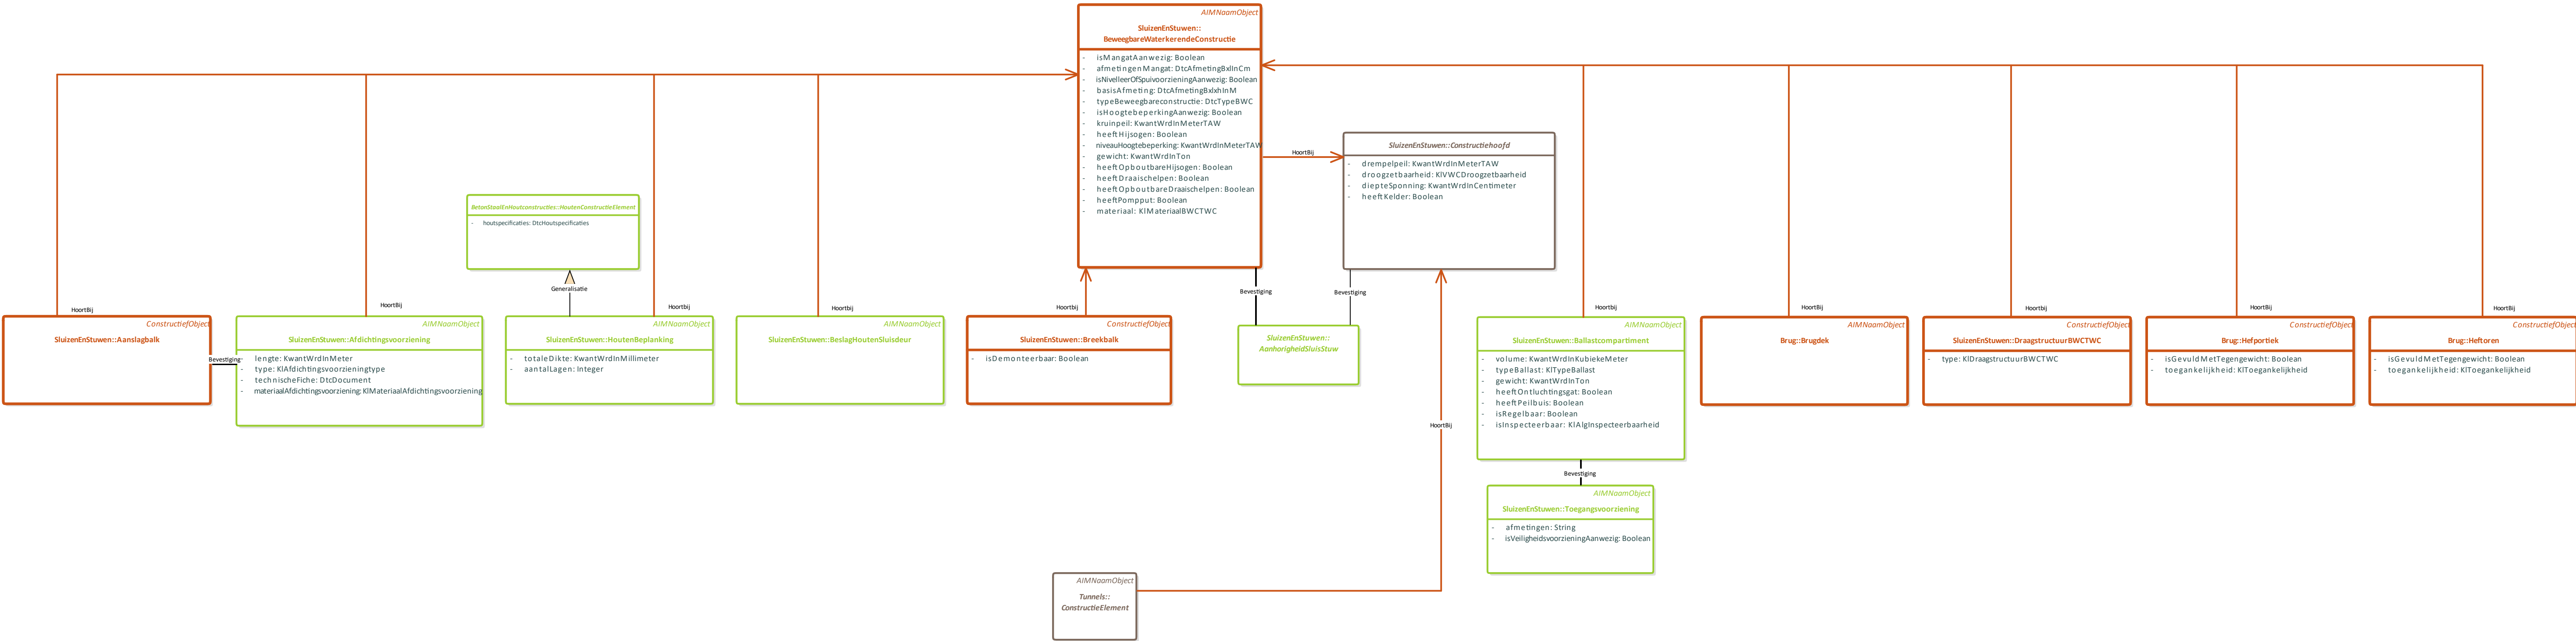 AIMNaamObject
SluizenEnStuwen::
BeweegbareWaterkerendeConstructie
- isMangatAanwezig: Boolean
- afmetingenMangat: DtcAfmetingBxlInCm
- isNivelleerOfSpuivoorzieningAanwezig: Boolean
- basisAfmeting: DtcAfmetingBxlxhInM
- typeBeweegbareconstructie: DtcTypeBWC
- isHoogtebeperkingAanwezig: Boolean
- kruinpeil: KwantWrdInMeterTAW
- heeftHijsogen: Boolean
- niveauHoogtebeperking: KwantWrdInMeterTAW
- gewicht: KwantWrdInTon
- heeftOpboutbareHijsogen: Boolean
- heeftDraaischelpen: Boolean
- heeftOpboutbareDraaischelpen: Boolean
- heeftPompput: Boolean
- materiaal: KlMateriaalBWCTWC
HoortBij
SluizenEnStuwen::Constructiehoofd
- drempelpeil: KwantWrdInMeterTAW
- droogzetbaarheid: KlVWCDroogzetbaarheid
- diepteSponning: KwantWrdInCentimeter
- heeftKelder: Boolean
BetonStaalEnHoutconstructies::HoutenConstructieElement
- houtspecificaties: DtcHoutspecificaties
Generalisatie
Bevestiging
Bevestiging
HoortBij
HoortBij
Hoortbij
Hoortbij
Hoortbij
Hoortbij
HoortBij
Hoortbij
HoortBij
HoortBij
ConstructiefObject
SluizenEnStuwen::Aanslagbalk
Bevestiging
AIMNaamObject
SluizenEnStuwen::Afdichtingsvoorziening
- lengte: KwantWrdInMeter
- type: KlAfdichtingsvoorzieningtype
- technischeFiche: DtcDocument
- materiaalAfdichtingsvoorziening: KlMateriaalAfdichtingsvoorziening
AIMNaamObject
SluizenEnStuwen::HoutenBeplanking
- totaleDikte: KwantWrdInMillimeter
- aantalLagen: Integer
AIMNaamObject
SluizenEnStuwen::BeslagHoutenSluisdeur
ConstructiefObject
SluizenEnStuwen::Breekbalk
- isDemonteerbaar: Boolean
SluizenEnStuwen::
AanhorigheidSluisStuw
HoortBij
AIMNaamObject
SluizenEnStuwen::Ballastcompartiment
- volume: KwantWrdInKubiekeMeter
- typeBallast: KlTypeBallast
- gewicht: KwantWrdInTon
- heeftOntluchtingsgat: Boolean
- heeftPeilbuis: Boolean
- isRegelbaar: Boolean
- isInspecteerbaar: KlAlgInspecteerbaarheid
AIMNaamObject
Brug::Brugdek
ConstructiefObject
SluizenEnStuwen::DraagstructuurBWCTWC
- type: KlDraagstructuurBWCTWC
ConstructiefObject
Brug::Hefportiek
- isGevuldMetTegengewicht: Boolean
- toegankelijkheid: KlToegankelijkheid
ConstructiefObject
Brug::Heftoren
- isGevuldMetTegengewicht: Boolean
- toegankelijkheid: KlToegankelijkheid
Bevestiging
AIMNaamObject
SluizenEnStuwen::Toegangsvoorziening
- afmetingen: String
- isVeiligheidsvoorzieningAanwezig: Boolean
AIMNaamObject
Tunnels::
ConstructieElement